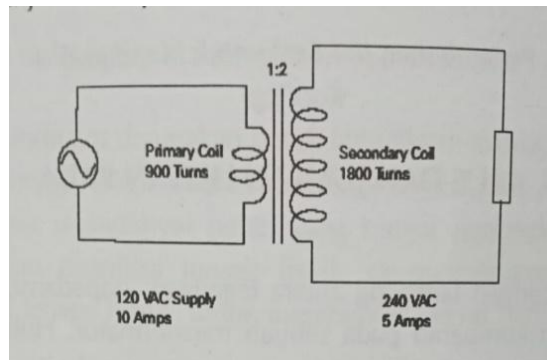 1:2
Primary Coil
900 Turns
Secondary Coil
1800 Turns
120 VAC Supply
10 Amps
240 VAC
5 Amps